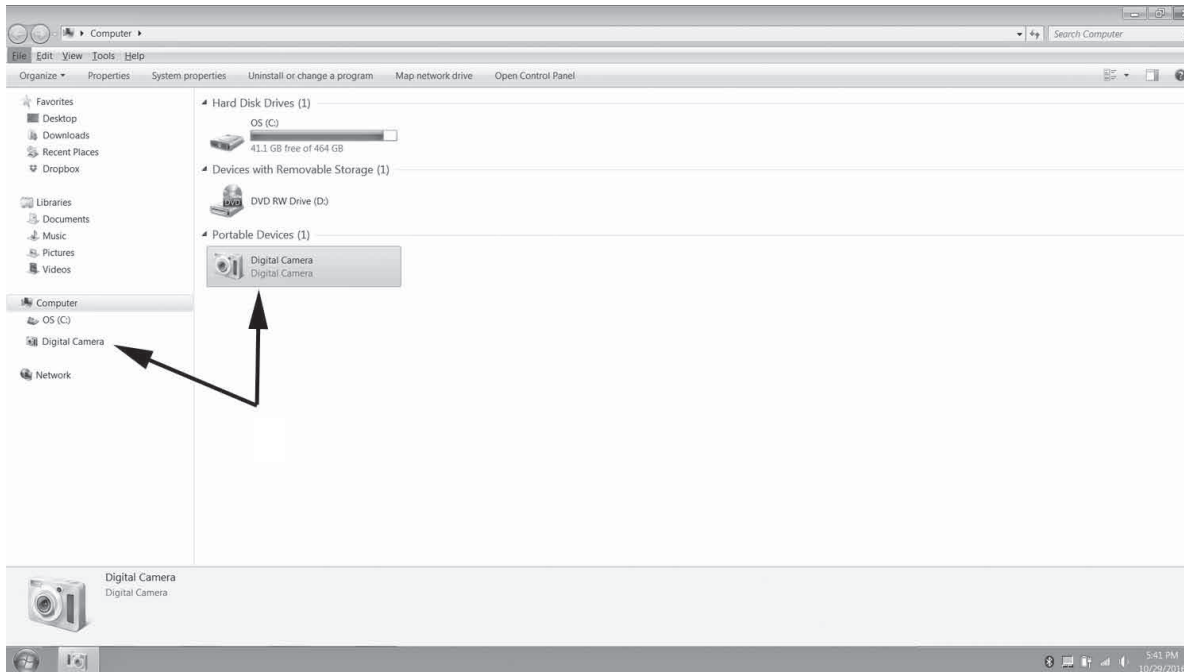 Computer
Search Computer
File Edit View Tools Help
Organize Properties System properties Uninstall or change a program Map network drive Open Control Panel
Favorites
Desktop
Downloads
Recent Places
Dropbox
Libraries
Documents
Music
Pictures
Videos
Computer
OS (C:)
Digital Camera
Network
Hard Disk Drives (1)
OS (C:)
41.1 GB free of 464 GB
Devices with Removable Storage (1)
DVD
DVD RW Drive (D:)
Portable Devices (1)
Digital Camera
Digital Camera
Digital Camera
Digital Camera
5:41 PM